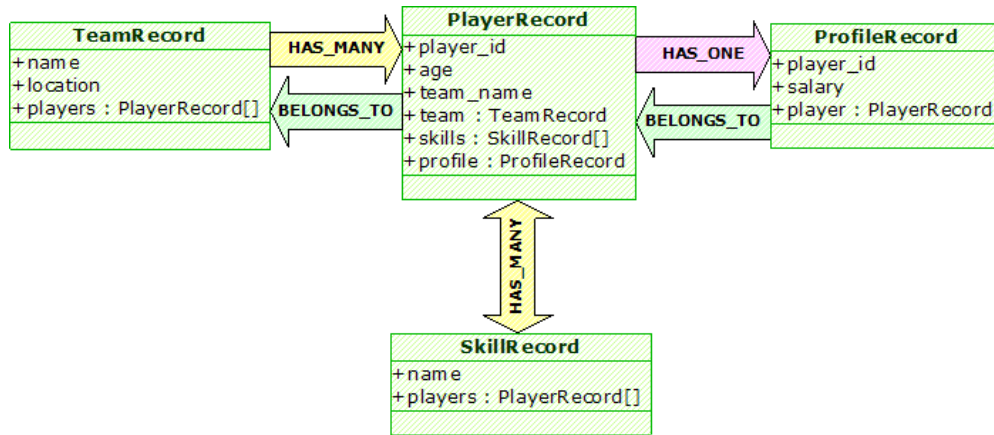 TeamRecord
+name
+location
+players : PlayerRecord[]
HAS_MANY
BELONGS_TO
PlayerRecord
+player_id
+age
+team_name
+team : TeamRecord
+skills : SkillRecord[]
+profile : ProfileRecord
HAS_ONE
BELONGS_TO
ProfileRecord
+player_id
+salary
+player : PlayerRecord
HAS_MANY
SkillRecord
+name
+players : PlayerRecord[]